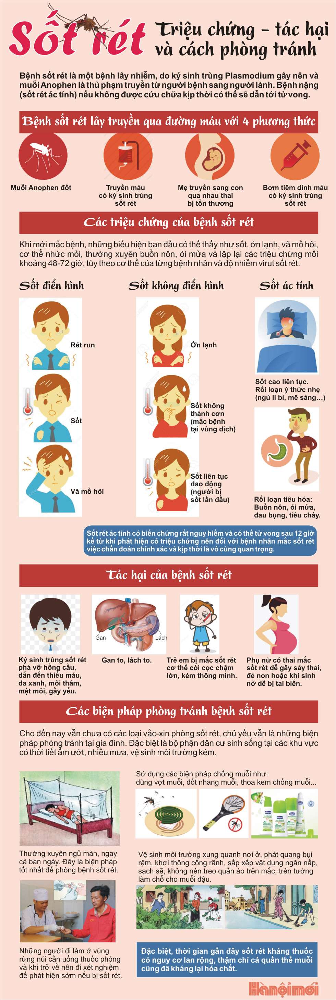 Sốt rét
Triệu chứng - tác hại
và cách phòng tránh
Bệnh sốt rét là một bệnh lây nhiễm, do ký sinh trùng Plasmodium gây nên và
muỗi Anophen là thủ phạm truyền từ người bệnh sang người lành. Bệnh nặng
(sốt rét ác tính) nếu không được cứu chữa kịp thời có thể sẽ dẫn tới tử vong.
Bệnh sốt rét lây truyền qua đường máu với 4 phương thức
Muỗi Anophen đốt
Truyền máu
có ký sinh trùng
sốt rét
Mẹ truyền sang con
qua nhau thai
bị tổn thương
Bơm tiêm dính máu
có ký sinh trùng
sốt rét
Các triệu chứng của bệnh sốt rét
Khi mới mắc bệnh, những biểu hiện ban đầu có thể thấy như sốt, ớn lạnh, vã mồ hôi,
cơ thể nhức mỏi, thường xuyên buồn nôn, ói mửa và lặp lại các triệu chứng mỗi
khoảng 48-72 giờ, tùy theo cơ thể của từng bệnh nhân và độ nhiễm virut sốt rét.
Sốt điển hình
Rét run
Sốt
Vã mồ hôi
Sốt không điển hình
Ớn lạnh
Sốt không
thành cơn
(mắc bệnh
tại vùng dịch)
Sốt liên tục
dao động
(người bị
sốt lần đầu)
Sốt ác tính
Sốt cao liên tục.
Rối loạn ý thức nhẹ
(ngủ li bì, mê sảng...)
Rối loạn tiêu hóa:
Buồn nôn, ói mửa,
đau bụng, tiêu chảy.
Sốt rét ác tính có biến chứng rất nguy hiểm và có thể tử vong sau 12 giờ
kể từ khi phát hiện có triệu chứng nên đối với bệnh nhân mắc sốt rét
việc chẩn đoán chính xác và kịp thời là vô cùng quan trọng.
Tác hại của bệnh sốt rét
Ký sinh trùng sốt rét
phá vỡ hồng cầu,
dẫn đến thiếu máu,
da xanh, môi thâm,
mệt mỏi, gầy yếu.
Gan
Lách
Gan to, lách to.
Trẻ em bị mắc sốt rét
cơ thể còi cọc chậm
lớn, kém thông minh.
Phụ nữ có thai mắc
sốt rét dễ gây sảy thai,
đẻ non hoặc khi sinh
nở dễ bị tai biến.
Các biện pháp phòng tránh bệnh sốt rét
Cho đến nay vẫn chưa có các loại vắc-xin phòng sốt rét, chủ yếu vẫn là những biện
pháp phòng tránh tại gia đình. Đặc biệt là bộ phận dân cư sinh sống tại các khu vực
có thời tiết ẩm ướt, nhiều mưa, vệ sinh môi trường kém.
Thường xuyên ngủ màn, ngay
cả ban ngày. Đây là biện pháp
tốt nhất để phòng bệnh sốt rét.
Những người đi làm ở vùng
rừng núi cần uống thuốc phòng
và khi trở về nên đi xét nghiệm
để phát hiện sớm nếu bị sốt rét.
Sử dụng các biện pháp chống muỗi như:
dùng vợt muỗi, đốt nhang muỗi, thoa kem chống muỗi...
chicco
chicco
chicco
Vệ sinh môi trường xung quanh nơi ở, phát quang bụi
rậm, khơi thông cống rãnh, sắp xếp vật dụng ngăn nắp,
sạch sẽ, không nên treo quần áo trên mắc, trên tường
làm chỗ cho muỗi đậu.
Đặc biệt, thời gian gần đây sốt rét kháng thuốc
có nguy cơ lan rộng, thậm chí cả quần thể muỗi
cũng đã kháng lại hóa chất.
Hànộimới